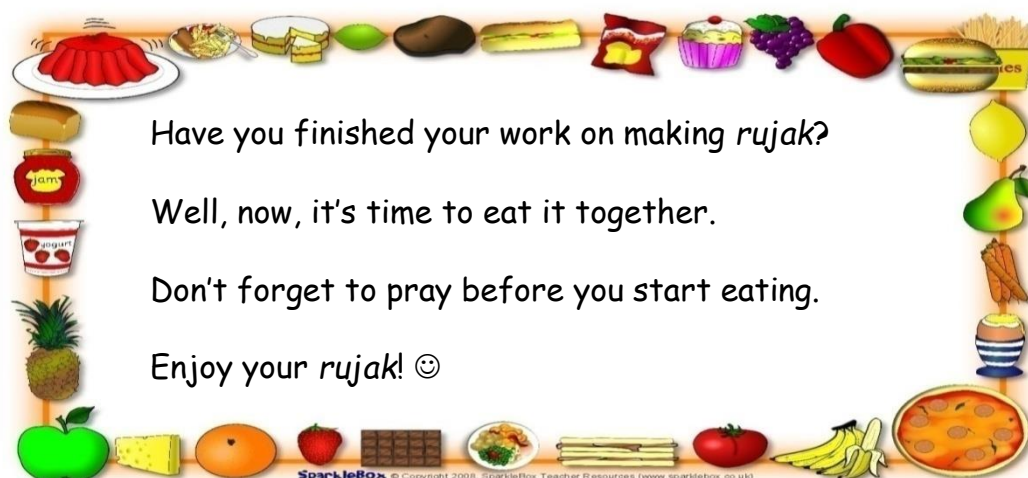 ies
Have you finished your work on making rujak?
jam
Well, now, it's time to eat it together.
yogurt
Don't forget to pray before you start eating.
Enjoy your rujak! ☺
SparkleBox © Copyright 2008, SparkleBox Teacher Resources (www.sparklebox.co.uk)